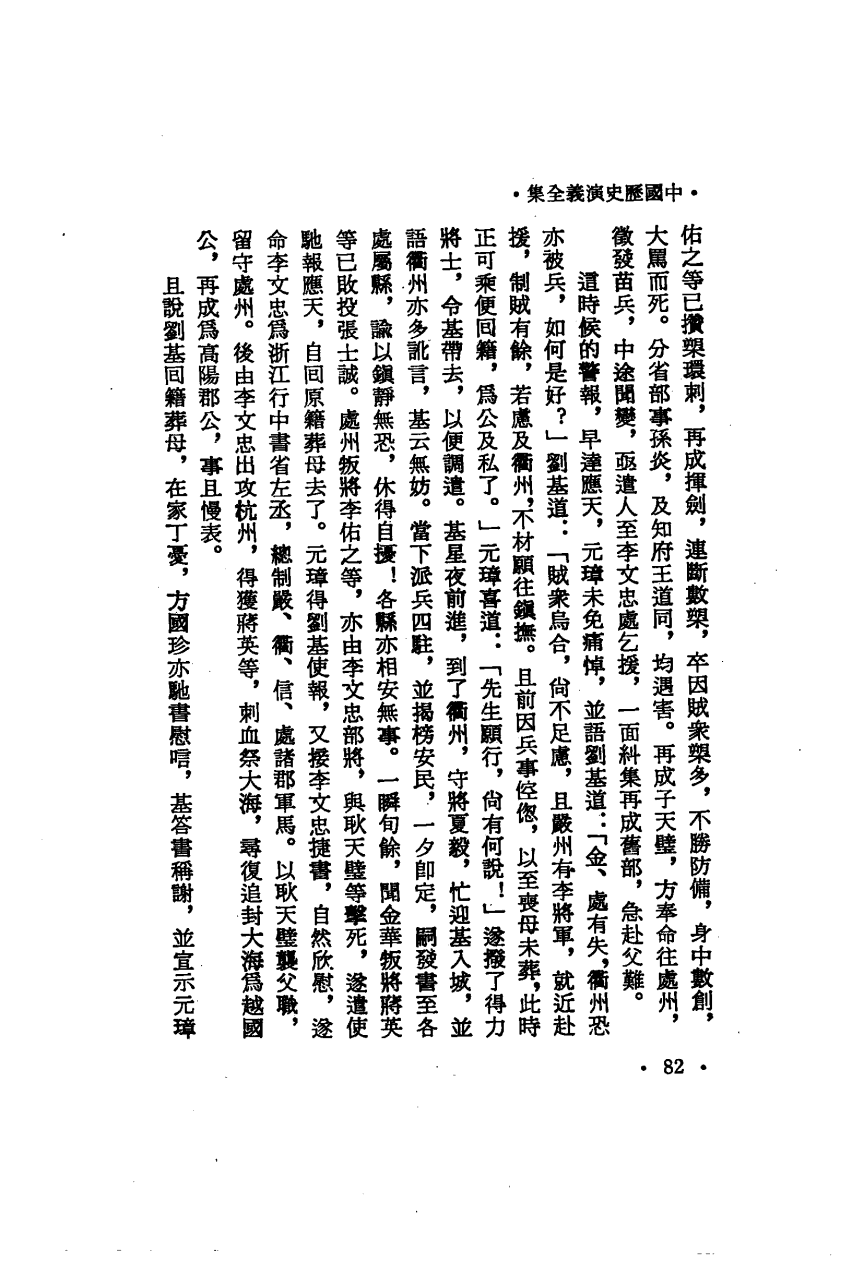 •中國歷史演義全集•
佑之等已攢槊環刺，再成揮劍，連斷數槊，卒因賊衆槊多，不勝防備，身中數創，
大罵而死。分省部事孫炎，及知府王道同，均遇害。再成子天璧，方奉命往處州，
徵發苗兵，中途聞變，亟遣人至李文忠處乞援，一面糾集再成舊部，急赴父難。
這時候的警報，早達應天，元璋未免痛悼，並語劉基道：「金、處有失，衢州恐
亦被兵，如何是好？」劉基道：「賊衆烏合，尙不足慮，且嚴州有李將軍，就近赴
援，制賊有餘，若慮及衢州，不材願往鎭撫。且前因兵事倥偬，以至喪母未葬，此時
正可乘便囘籍，爲公及私了。」元璋喜道：「先生願行，尙有何說！」遂撥了得力
將士，令基帶去，以便調遣。基星夜前進，到了衢州，守將夏毅，忙迎基入城，並
語衢州亦多訛言，基云無妨。當下派兵四駐，並揭榜安民，一夕卽定，嗣發書至各
處屬縣，諭以鎭靜無恐，休得自擾！各縣亦相安無事。一瞬旬餘，聞金華叛將蔣英
等已敗投張士誠。處州叛將李佑之等，亦由李文忠部將，與耿天璧等擊死，遂遣使
馳報應天，自囘原籍葬母去了。元璋得劉基使報，又接李文忠捷書，自然欣慰，遂
命李文忠爲浙江行中書省左丞，總制嚴、衢、信、處諸郡軍馬。以耿天璧襲父職，
留守處州。後由李文忠出攻杭州，得獲蔣英等，刺血祭大海，尋復追封大海爲越國
公，再成爲高陽郡公，事且慢表。
且說劉基囘籍葬母，在家丁憂，方國珍亦馳書慰唁，基答書稱謝，並宣示元璋
•82•